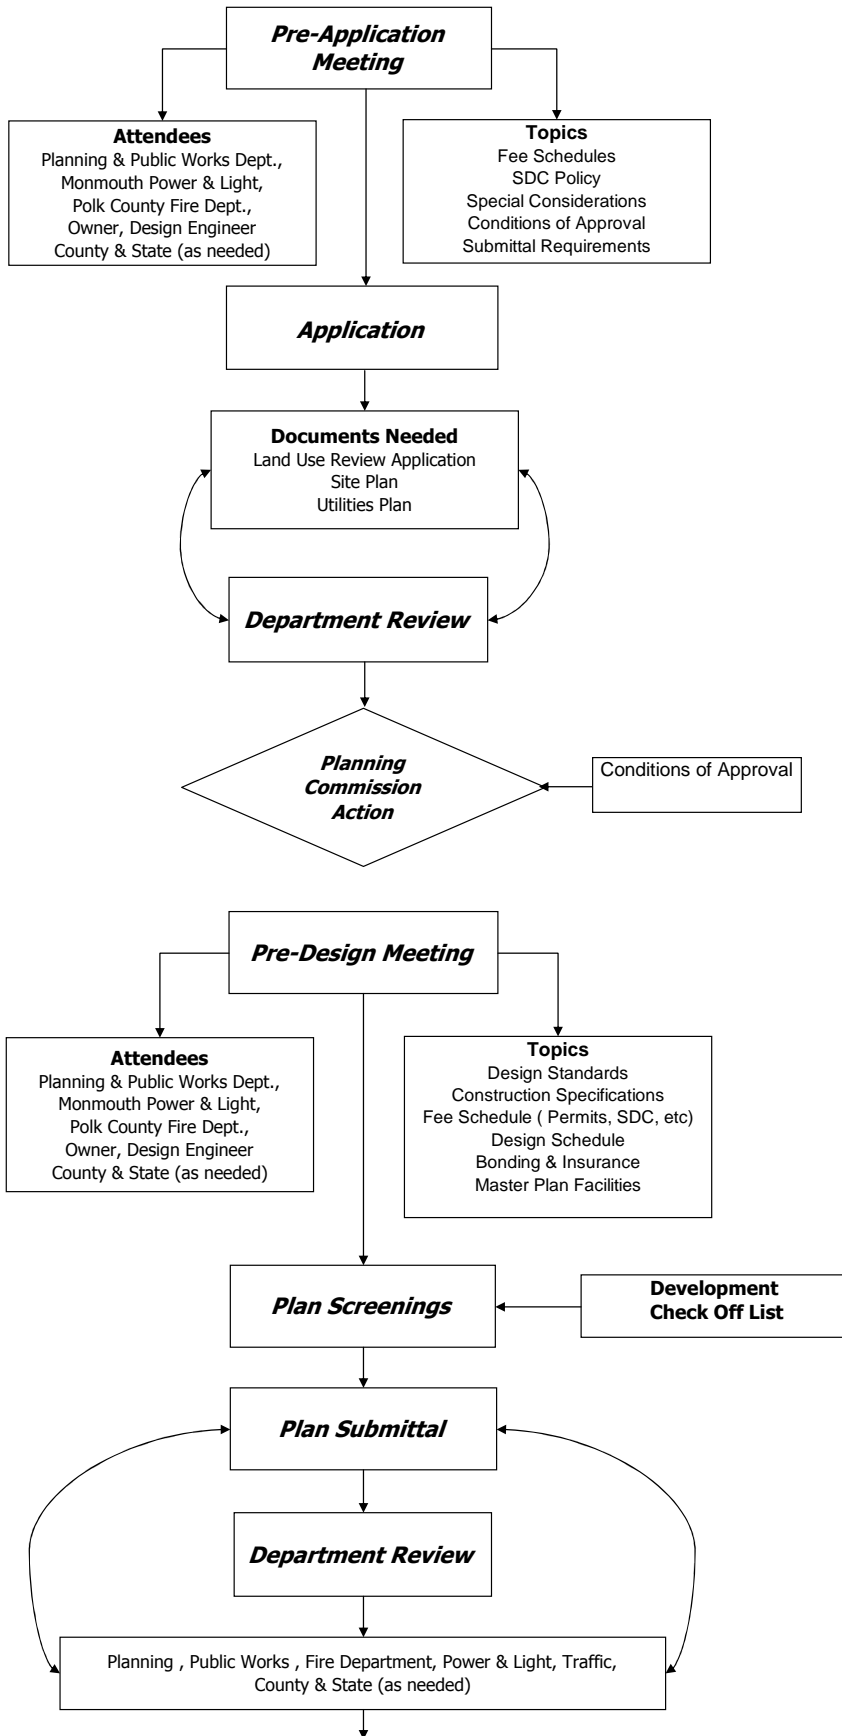 Pre-Application
Meeting
Attendees
Planning & Public Works Dept.,
Monmouth Power & Light,
Polk County Fire Dept.,
Owner, Design Engineer
County & State (as needed)
Topics
Fee Schedules
SDC Policy
Special Considerations
Conditions of Approval
Submittal Requirements
Application
Documents Needed
Land Use Review Application
Site Plan
Utilities Plan
Department Review
Planning
Commission
Action
Conditions of Approval
Pre-Design Meeting
Attendees
Planning & Public Works Dept.,
Monmouth Power & Light,
Polk County Fire Dept.,
Owner, Design Engineer
County & State (as needed)
Topics
Design Standards
Construction Specifications
Fee Schedule ( Permits, SDC, etc)
Design Schedule
Bonding & Insurance
Master Plan Facilities
Plan Screenings
Development
Check Off List
Plan Submittal
Department Review
Planning , Public Works , Fire Department, Power & Light, Traffic,
County & State (as needed)